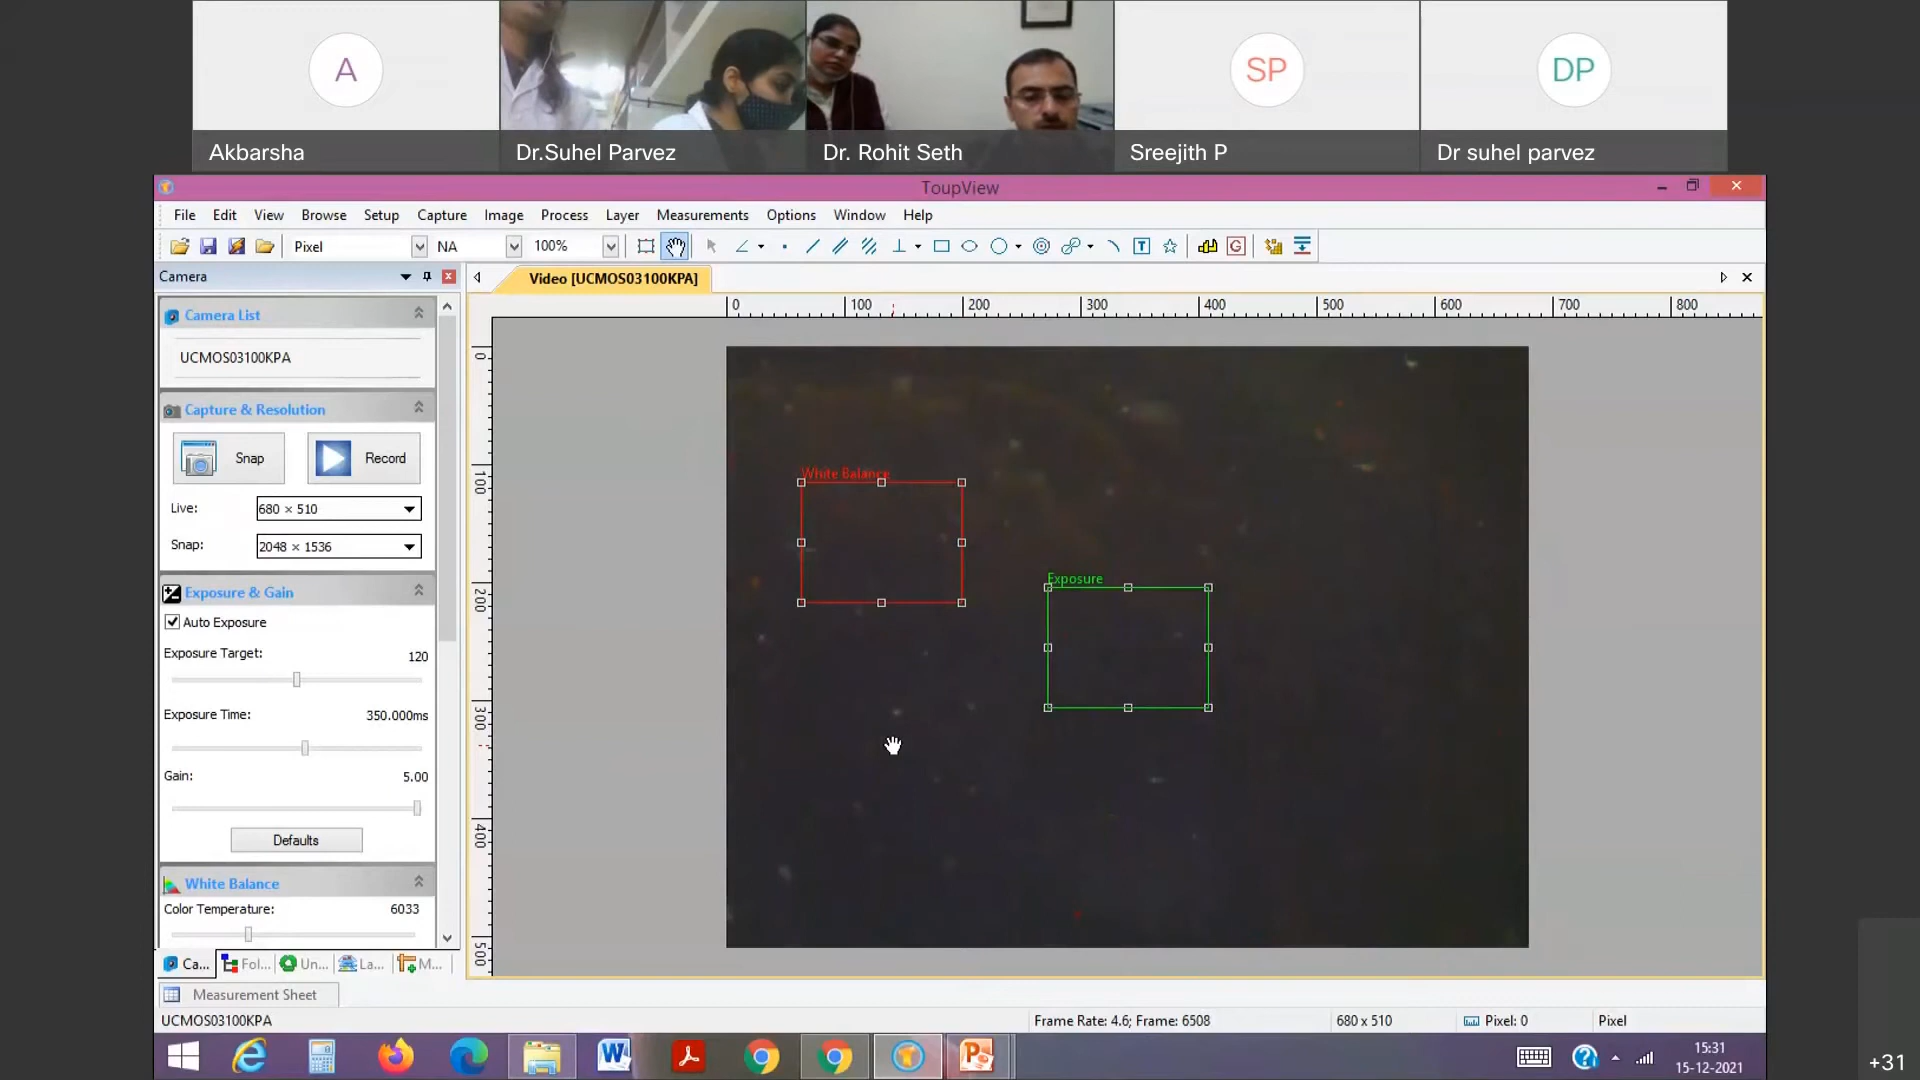 A
SP
DP
Akbarsha
Dr.Suhel Parvez
Dr. Rohit Seth
Sreejith P
Dr suhel parvez
ToupView
File Edit View Browse Setup Capture Image Process Layer Measurements Options Window Help
Pixel NA 100%
Camera
Video [UCMOS03100KPA]
0 100 200 300 400 500 600 700 800
0
100
200
300
400
500
Camera List
UCMOS03100KPA
Capture & Resolution
Snap Record
Live: 680 × 510
Snap: 2048 × 1536
Exposure & Gain
Auto Exposure
Exposure Target: 120
Exposure Time: 350.000ms
Gain: 5.00
Defaults
White Balance
Color Temperature: 6033
White Balance
Exposure
Ca... Fol... Un... La... M...
Measurement Sheet
UCMOS03100KPA
Frame Rate: 4.6; Frame: 6508
680 x 510
Pixel: 0
Pixel
15:31
15-12-2021
+31